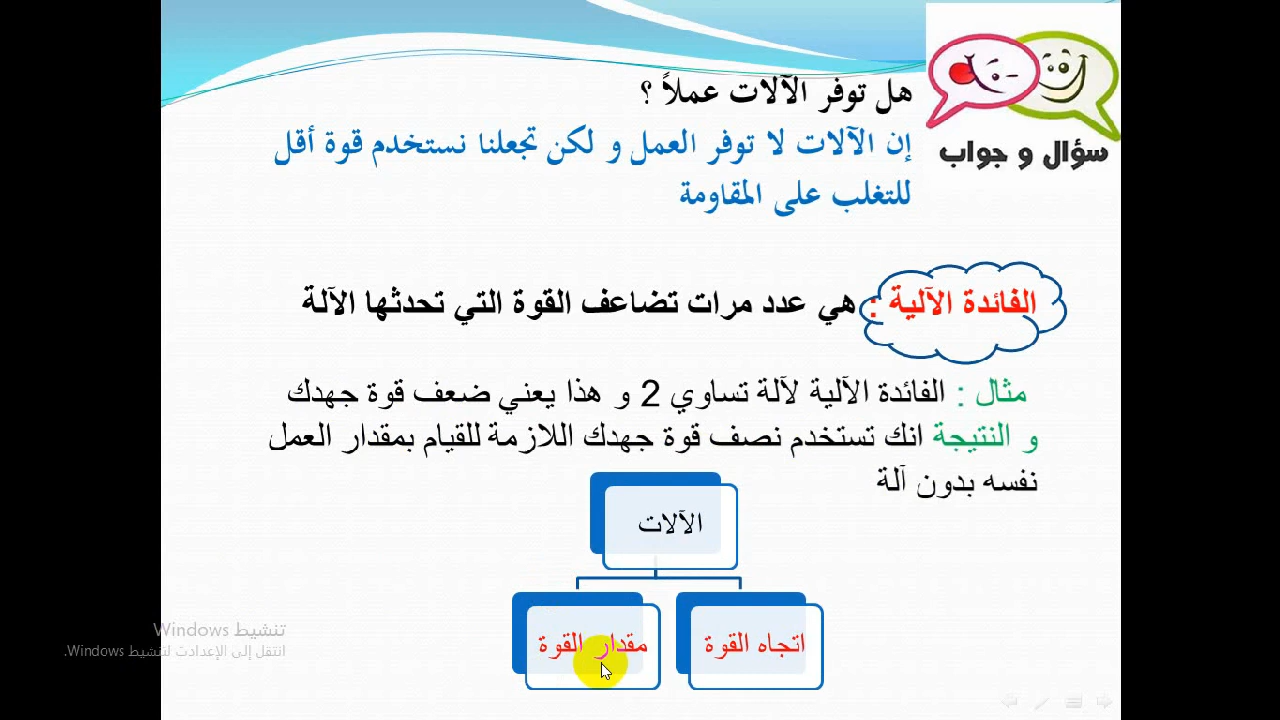 سؤال و جواب
هل توفر الآلات عملاً ؟
إن الآلات لا توفر العمل و لكن تجعلنا نستخدم قوة أقل
للتغلب على المقاومة
الفائدة الآلية : هي عدد مرات تضاعف القوة التي تحدثها الآلة
مثال : الفائدة الآلية لآلة تساوي 2 و هذا يعني ضعف قوة جهدك
و النتيجة انك تستخدم نصف قوة جهدك اللازمة للقيام بمقدار العمل
نفسه بدون آلة
الآلات
اتجاه القوة
مقدار القوة
تنشيط Windows
انتقل إلى الإعدادت لتنشيط Windows.